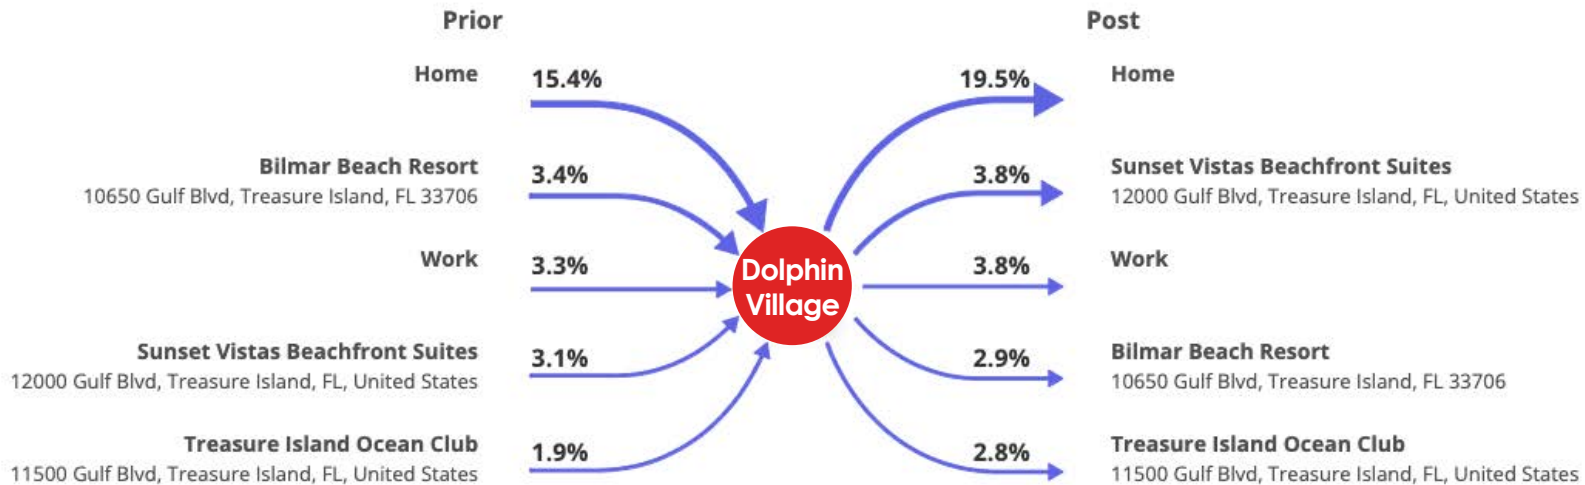 Prior
Post
Home
15.4%
19.5%
Home
Bilmar Beach Resort
10650 Gulf Blvd, Treasure Island, FL 33706
3.4%
3.8%
Sunset Vistas Beachfront Suites
12000 Gulf Blvd, Treasure Island, FL, United States
Work
3.3%
Dolphin
Village
3.8%
Work
Sunset Vistas Beachfront Suites
12000 Gulf Blvd, Treasure Island, FL, United States
3.1%
2.9%
Bilmar Beach Resort
10650 Gulf Blvd, Treasure Island, FL 33706
Treasure Island Ocean Club
11500 Gulf Blvd, Treasure Island, FL, United States
1.9%
2.8%
Treasure Island Ocean Club
11500 Gulf Blvd, Treasure Island, FL, United States